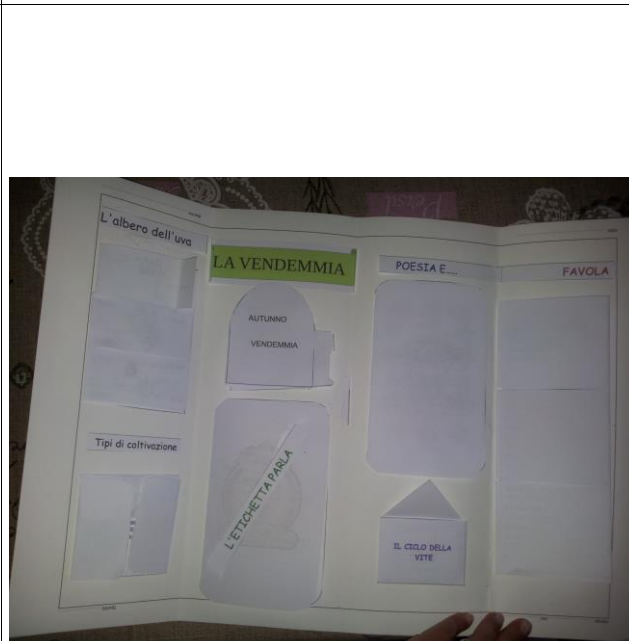 L'albero dell'uva
LA VENDEMMIA
POESIA E...
FAVOLA
AUTUNNO
VENDEMMIA
Tipi di coltivazione
L'ETICHETTA PARLA
IL CICLO DELLA
VITE